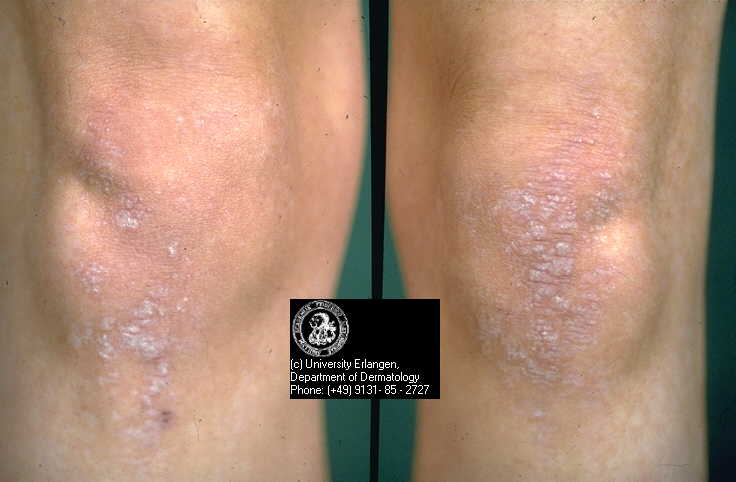 (c) University Erlangen,
Department of Dermatology
Phone: (+49) 9131- 85 - 2727